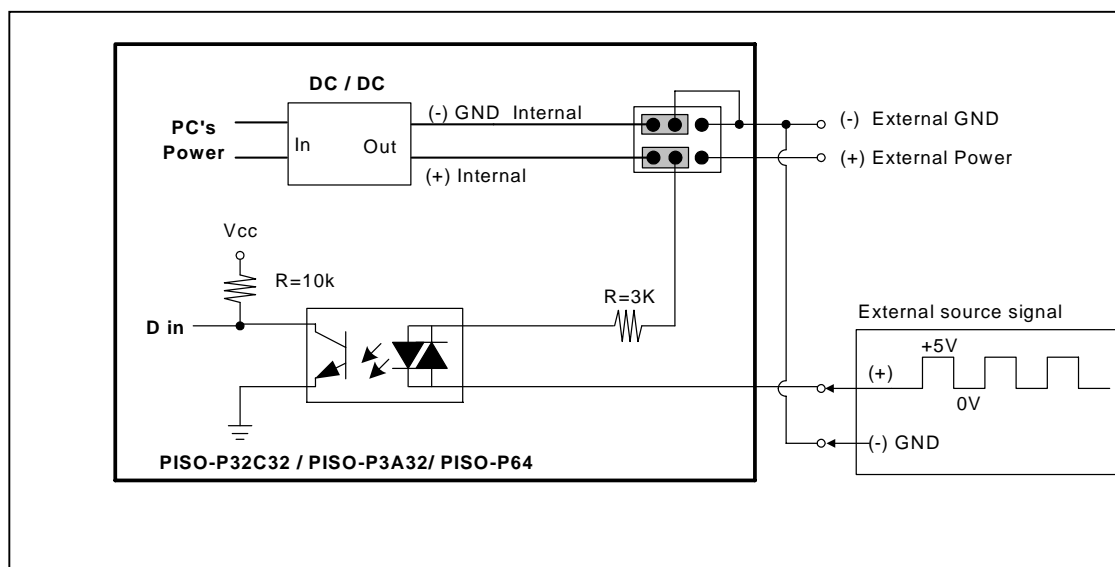 DC / DC
PC's
Power
In
Out
(-) GND Internal
(+) Internal
(-) External GND
(+) External Power
Vcc
R=10k
R=3K
D in
External source signal
+5V
(+)
0V
(-) GND
PISO-P32C32 / PISO-P3A32/ PISO-P64